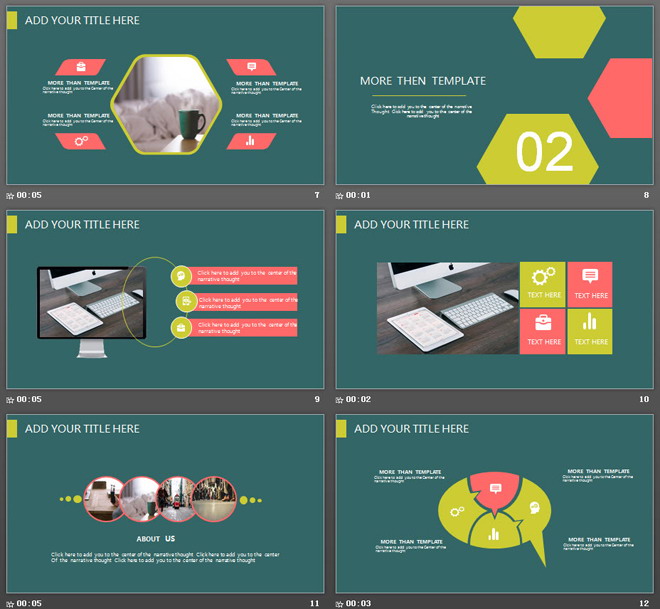 ADD YOUR TITLE HERE
MORE THAN TEMPLATE
Click here to add you to the Center of the
narrative thought
MORE THAN TEMPLATE
Click here to add you to the Center of the
narrative thought
MORE THAN TEMPLATE
Click here to add you to the Center of the
narrative thought
MORE THAN TEMPLATE
Click here to add you to the Center of the
narrative thought
00:05
7
MORE THEN TEMPLATE
Click here to add you to the center of the narrative
Thought Click here to add you to the center of the
narrative thought
02
00:01
8
ADD YOUR TITLE HERE
Click here to add you to the center of the
narrative thought
Click here to add you to the center of the
narrative thought
Click here to add you to the center of the
narrative thought
00:05
9
ADD YOUR TITLE HERE
TEXT HERE
TEXT HERE
TEXT HERE
TEXT HERE
00:02
10
ADD YOUR TITLE HERE
ABOUT US
Click here to add you to the center of the narrative thought Click here to add you to the center
Of the narrative thought Click here to add you to the center of the narrative thought
00:05
11
ADD YOUR TITLE HERE
MORE THAN TEMPLATE
Click here to add you to the Center of the
narrative thought
MORE THAN TEMPLATE
Click here to add you to the Center of the
narrative thought
MORE THAN TEMPLATE
Click here to add you to the Center of the
narrative thought
MORE THAN TEMPLATE
Click here to add you to the Center of the
narrative thought
00:03
12